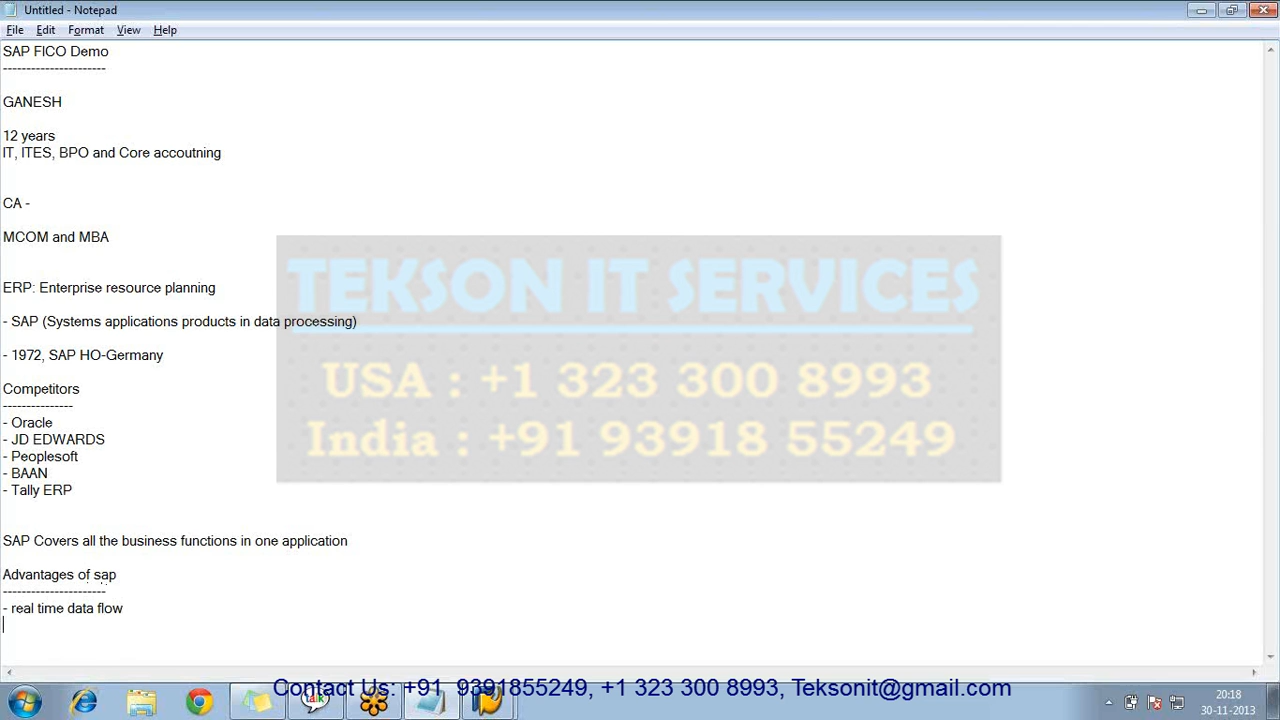 Untitled - Notepad
File Edit Format View Help
SAP FICO Demo
----------------------
GANESH
12 years
IT, ITES, BPO and Core accoutning
CA -
MCOM and MBA
ERP: Enterprise resource planning
- SAP (Systems applications products in data processing)
- 1972, SAP HO-Germany
Competitors
---------------
- Oracle
- JD EDWARDS
- Peoplesoft
- BAAN
- Tally ERP
SAP Covers all the business functions in one application
Advantages of sap
----------------------
- real time data flow
TEKSON IT SERVICES
USA : +1 323 300 8993
India : +91 93918 55249
talk
Contact Us: +91 9391855249, +1 323 300 8993, Teksonit@gmail.com
20:18
30-11-2013